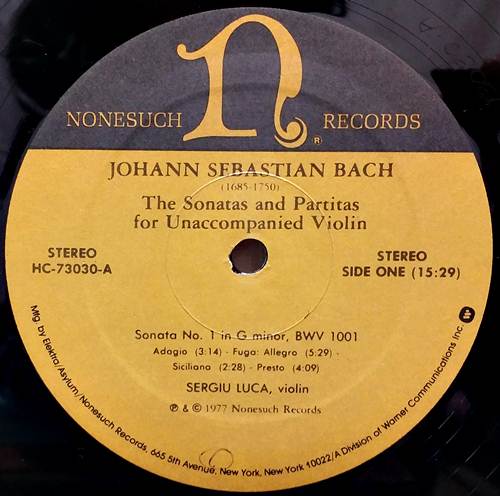 n
NONESUCH RECORDS
®
JOHANN SEBASTIAN BACH
(1685-1750)
The Sonatas and Partitas
for Unaccompanied Violin
STEREO
HC-73030-A
STEREO
SIDE ONE (15:29)
Sonata No. 1 in G minor, BWV 1001
Adagio (3:14) · Fuga: Allegro (5:29) ·
Siciliana (2:28) · Presto (4:09)
SERGIU LUCA, violin
℗ & © 1977 Nonesuch Records
Mfg. by Elektra/Asylum/Nonesuch Records, 665 5th Avenue, New York, New York 10022/A Division of Warner Communications Inc.